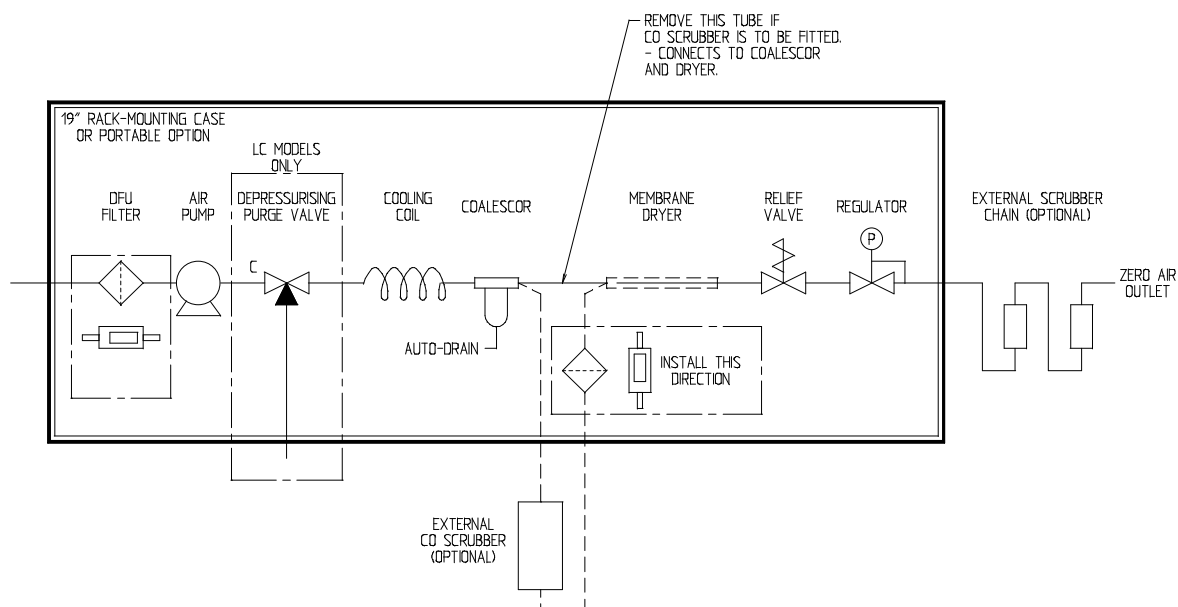 REMOVE THIS TUBE IF
CO SCRUBBER IS TO BE FITTED.
- CONNECTS TO COALESCOR
AND DRYER.
19" RACK-MOUNTING CASE
OR PORTABLE OPTION
LC MODELS
ONLY
DFU
FILTER
AIR
PUMP
DEPRESSURISING
PURGE VALVE
COOLING
COIL
COALESCOR
MEMBRANE
DRYER
RELIEF
VALVE
REGULATOR
EXTERNAL SCRUBBER
CHAIN (OPTIONAL)
C
P
ZERO AIR
OUTLET
AUTO-DRAIN
INSTALL THIS
DIRECTION
EXTERNAL
CO SCRUBBER
(OPTIONAL)